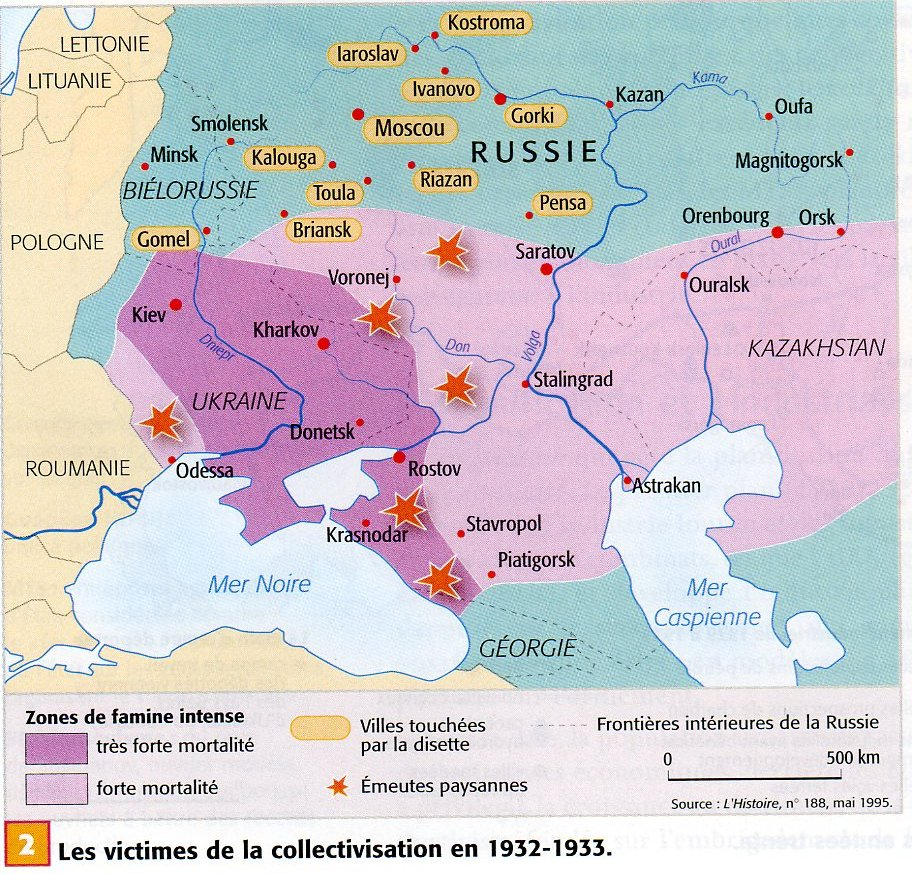 Kostroma
LETTONIE
Iaroslav
LITUANIE
Ivanovo
Kama
Kazan
Gorki
Oufa
Smolensk
Moscou
RUSSIE
Minsk
Kalouga
Magnitogorsk
Riazan
BIÉLORUSSIE
Toula
Pensa
Orenbourg
Orsk
Briansk
POLOGNE
Gomel
Oural
Saratov
Voronej
Ouralsk
Kiev
Kharkov
Dniepr
Don
Volga
KAZAKHSTAN
Stalingrad
UKRAINE
Donetsk
ROUMANIE
Odessa
Rostov
Astrakan
Stavropol
Krasnodar
Piatigorsk
Mer Noire
Mer
Caspienne
GÉORGIE
Zones de famine intense
très forte mortalité
forte mortalité
Villes touchées
par la disette
Émeutes paysannes
Frontières intérieures de la Russie
0 500 km
Source : L'Histoire, n° 188, mai 1995.
2 Les victimes de la collectivisation en 1932-1933.